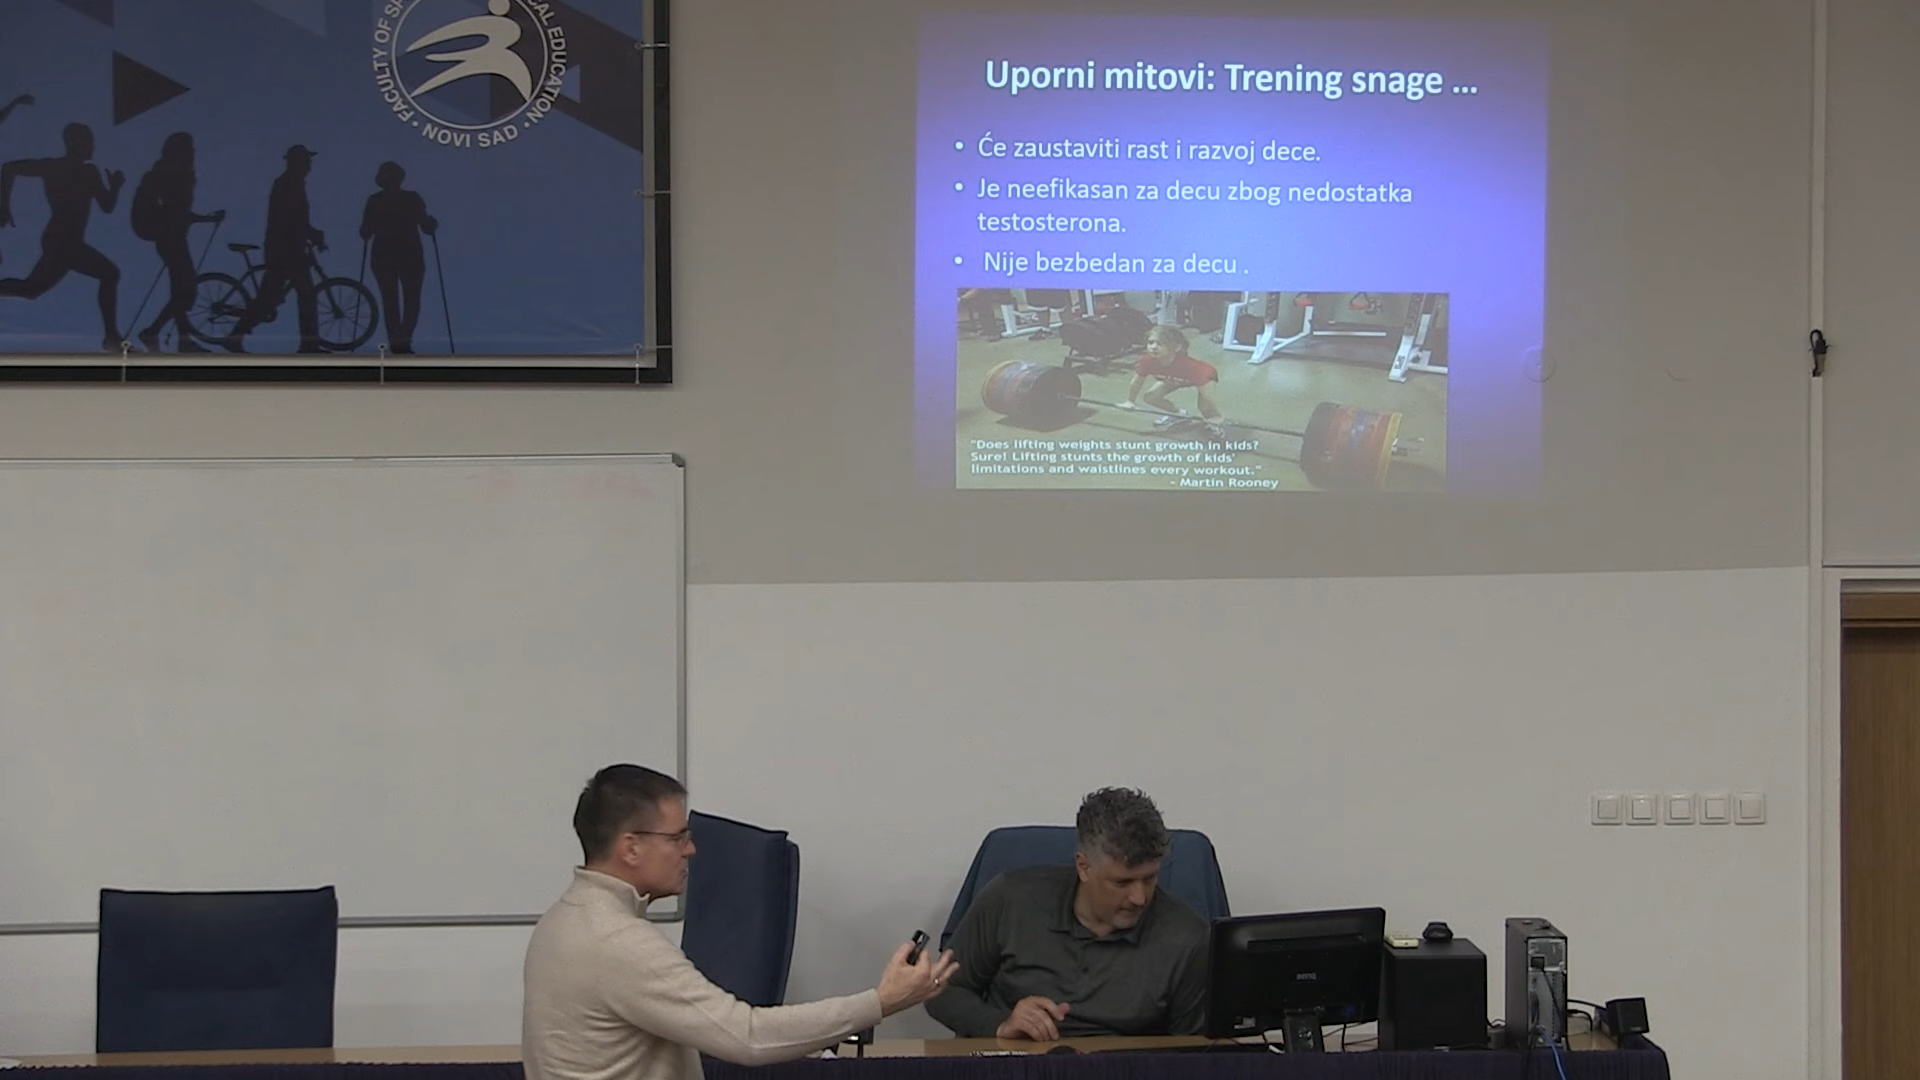 FACULTY OF SP
CAL EDUCATION
• NOVI SAD •
Uporni mitovi: Trening snage ...
• Će zaustaviti rast i razvoj dece.
• Je neefikasan za decu zbog nedostatka
testosterona.
• Nije bezbedan za decu .
"Does lifting weights stunt growth in kids?
Sure! Lifting stunts the growth of kids'
limitations and waistlines every workout."
- Martin Rooney
BenQ